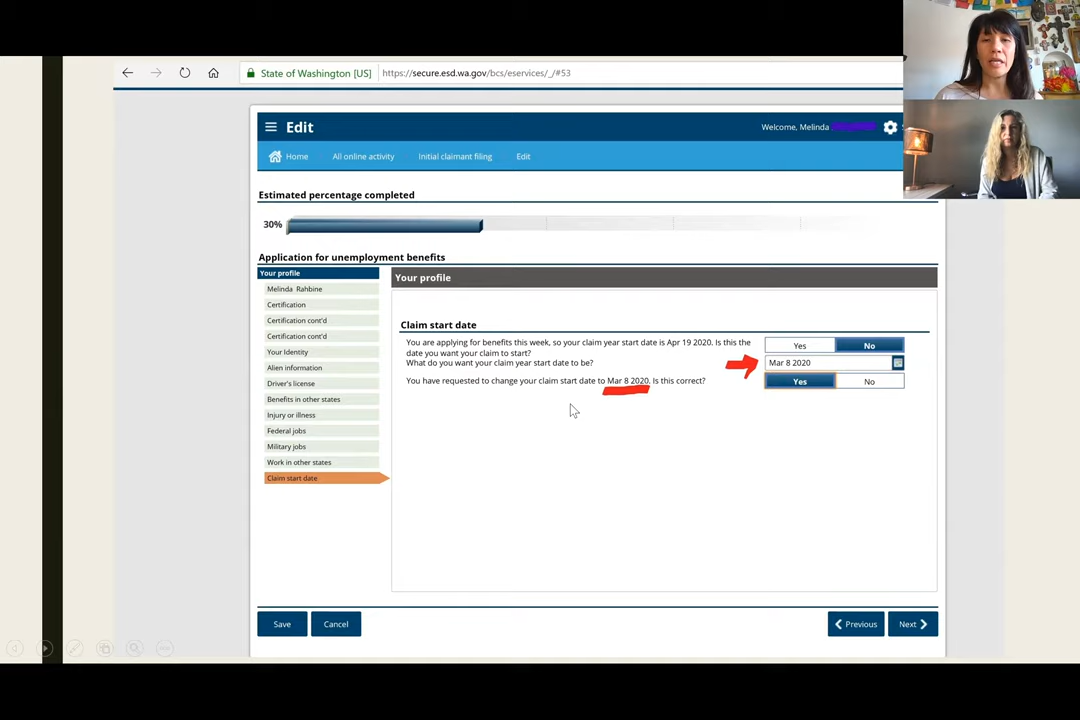 State of Washington [US] https://secure.esd.wa.gov/bcs/eservices/_/#53
Edit
Welcome, Melinda
Home All online activity Initial claimant filing Edit
Estimated percentage completed
30%
Application for unemployment benefits
Your profile
Melinda Rahbine
Certification
Certification cont'd
Certification cont'd
Your Identity
Alien information
Driver's license
Benefits in other states
Injury or illness
Federal jobs
Military jobs
Work in other states
Claim start date
Your profile
Claim start date
You are applying for benefits this week, so your claim year start date is Apr 19 2020. Is this the
date you want your claim to start?
Yes No
What do you want your claim year start date to be?
Mar 8 2020
You have requested to change your claim start date to Mar 8 2020. Is this correct?
Yes No
Save Cancel Previous Next